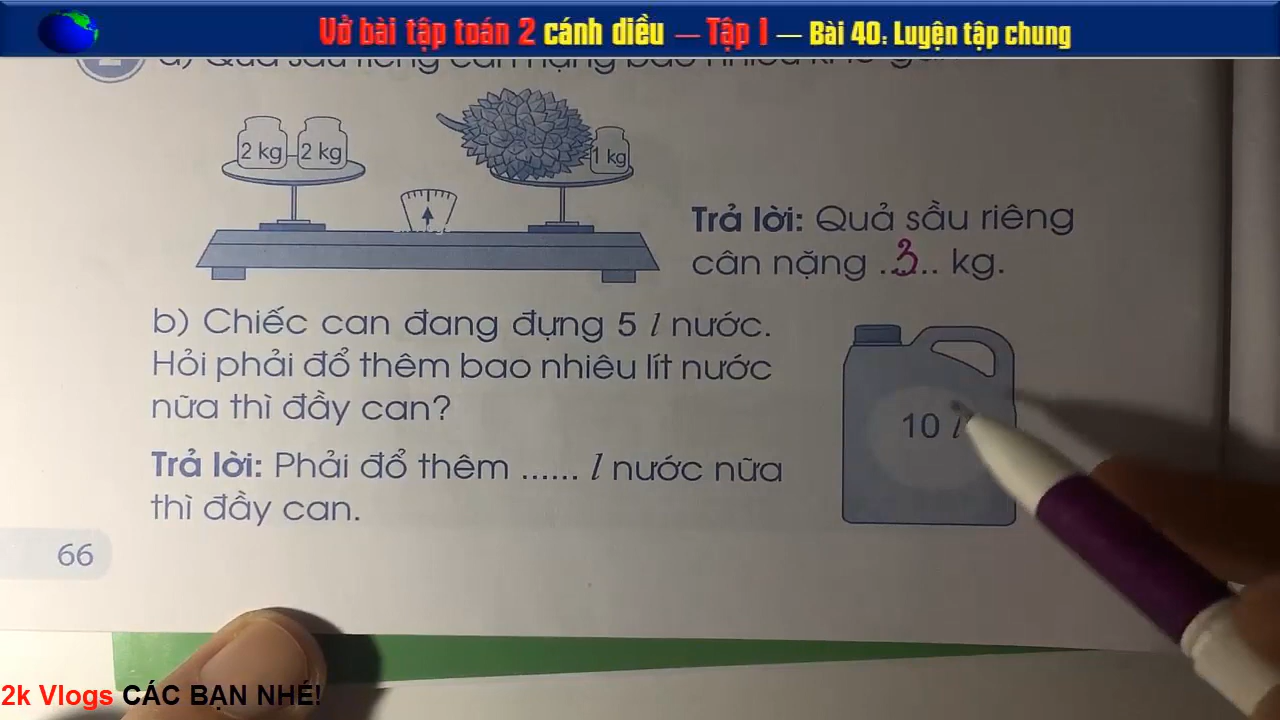 Vở bài tập toán 2 cánh diều – Tập 1 – Bài 40: Luyện tập chung
2 kg 2 kg
1 kg
Trả lời: Quả sầu riêng
cân nặng ..3.. kg.
b) Chiếc can đang đựng 5 l nước.
Hỏi phải đổ thêm bao nhiêu lít nước
nữa thì đầy can?
10 l
Trả lời: Phải đổ thêm ...... l nước nữa
thì đầy can.
66
2k Vlogs CÁC BẠN NHÉ!